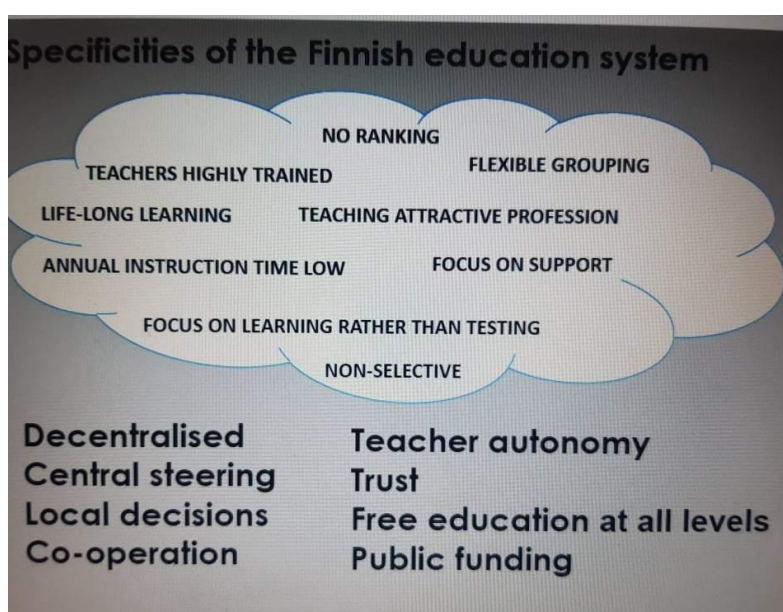 Specificities of the Finnish education system
NO RANKING
TEACHERS HIGHLY TRAINED
FLEXIBLE GROUPING
LIFE-LONG LEARNING
TEACHING ATTRACTIVE PROFESSION
ANNUAL INSTRUCTION TIME LOW
FOCUS ON SUPPORT
FOCUS ON LEARNING RATHER THAN TESTING
NON-SELECTIVE
Decentralised
Central steering
Local decisions
Co-operation
Teacher autonomy
Trust
Free education at all levels
Public funding